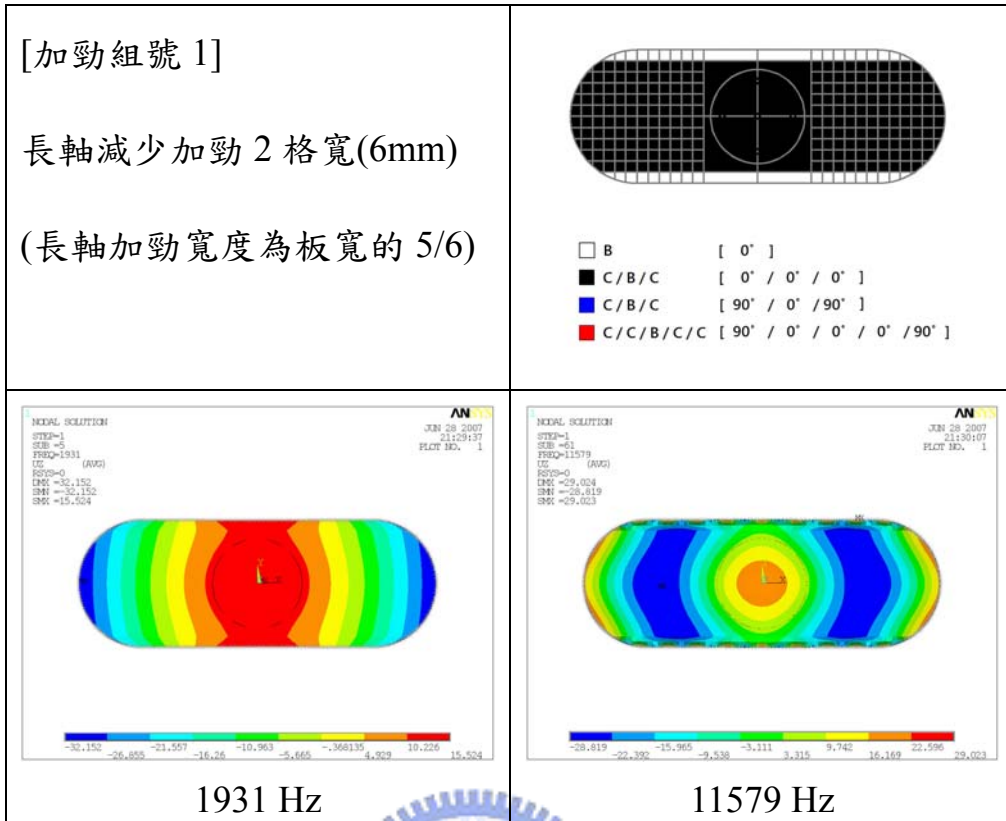 [加勁組號 1]
長軸減少加勁 2 格寬(6mm)
(長軸加勁寬度為板寬的 5/6)
B [ 0° ]
C/B/C [ 0° / 0° / 0° ]
C/B/C [ 90° / 0° / 90° ]
C/C/B/C/C [ 90° / 0° / 0° / 0° / 90° ]
1
NODAL SOLUTION
STEP=1
SUB =5
FREQ=1931
UZ (AVG)
RSYS=0
DMX =32.152
SMN =-32.152
SMX =15.524
ANSYS
JUN 28 2007
21:29:37
PLOT NO. 1
Y
X
-32.152 -21.557 -10.963 -.368135 10.226
-26.855 -16.26 -5.665 4.929 15.524
1931 Hz
1
NODAL SOLUTION
STEP=1
SUB =61
FREQ=11579
UZ (AVG)
RSYS=0
DMX =29.024
SMN =-28.819
SMX =29.023
ANSYS
JUN 28 2007
21:30:07
PLOT NO. 1
MX
X
-28.819 -15.965 -3.111 9.742 22.596
-22.392 -9.538 3.315 16.169 29.023
11579 Hz